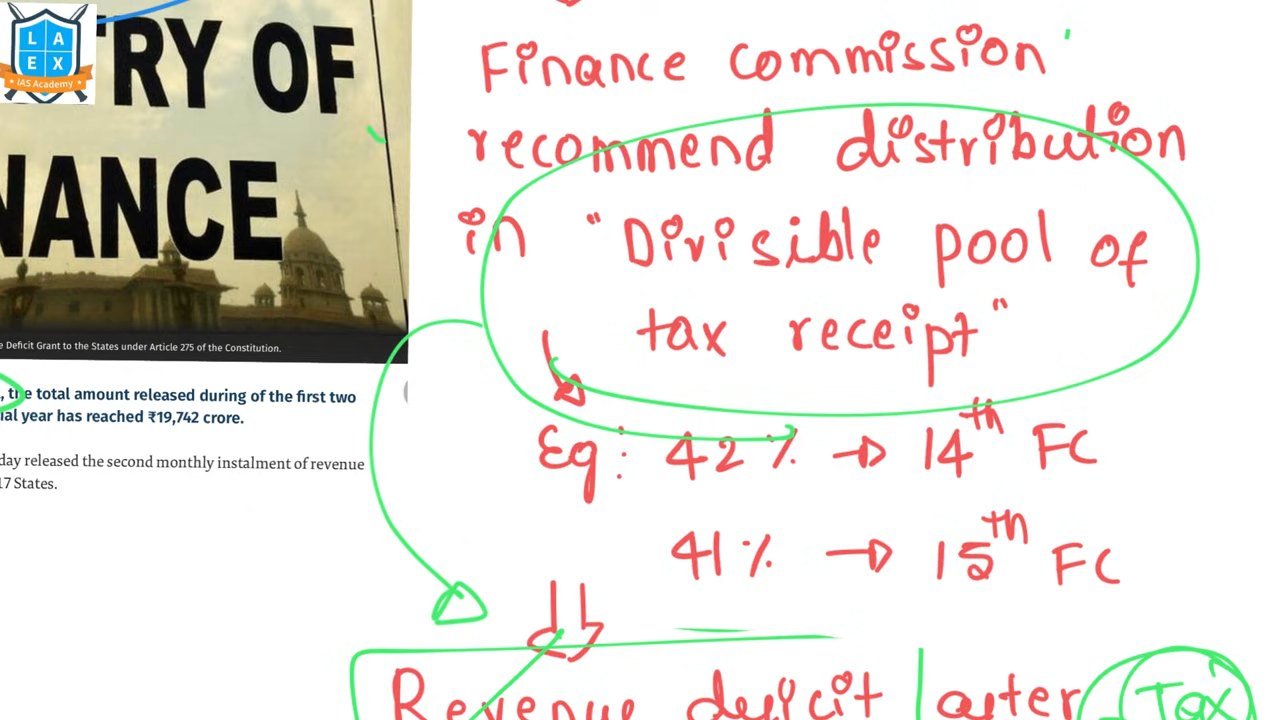 L A
E X
IAS Academy
TRY OF
NANCE
e Deficit Grant to the States under Article 275 of the Constitution.
, the total amount released during of the first two
ial year has reached ₹19,742 crore.
day released the second monthly instalment of revenue
17 States.
Finance commission
recommend distribution
in "Divisible pool of
tax receipt"
Eg: 42% → 14th FC
41% → 15th FC
Revenue deficit after Tax